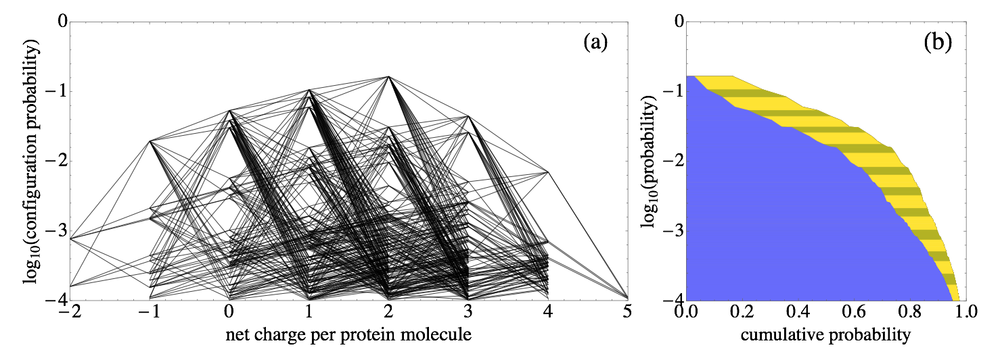 (a)
log10(configuration probability)
0
−1
−2
−3
−4
−2 −1 0 1 2 3 4 5
net charge per protein molecule
(b)
log10(probability)
0
−1
−2
−3
−4
0.0 0.2 0.4 0.6 0.8 1.0
cumulative probability